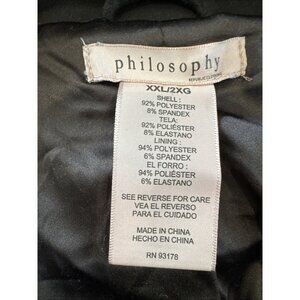 philosophy
REPUBLIC CLOTHING
XXL/2XG
SHELL :
92% POLYESTER
8% SPANDEX
TELA:
92% POLIÉSTER
8% ELASTANO
LINING :
94% POLYESTER
6% SPANDEX
EL FORRO :
94% POLIÉSTER
6% ELASTANO
SEE REVERSE FOR CARE
VEA EL REVERSO
PARA EL CUIDADO
MADE IN CHINA
HECHO EN CHINA
RN 93178